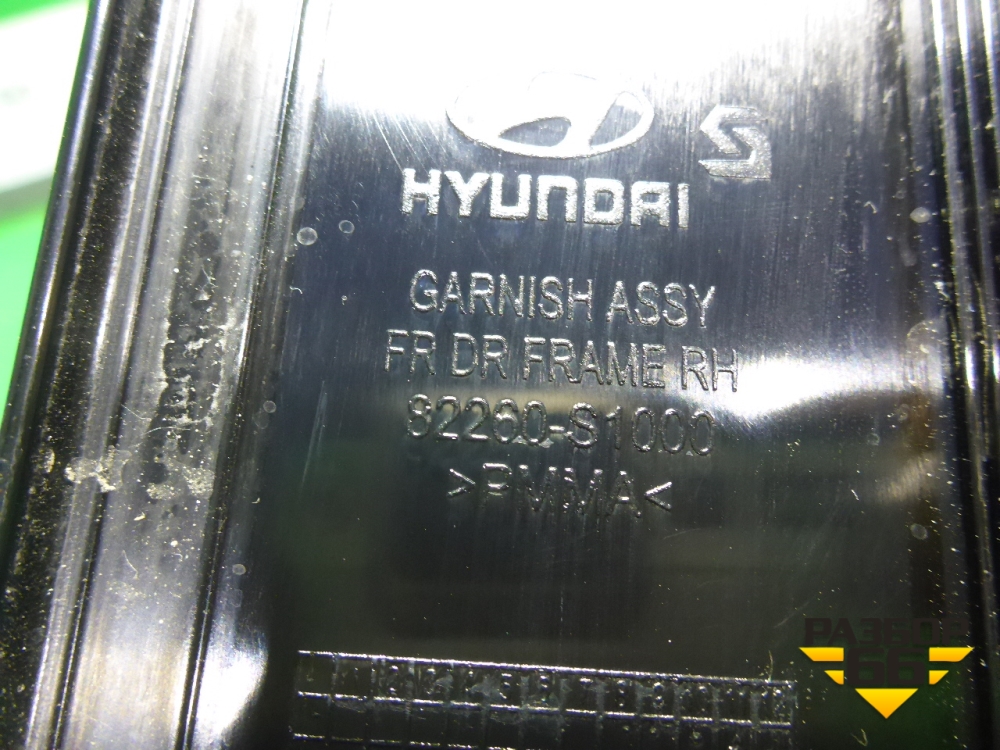 S
HYUNDAI
GARNISH ASSY
FR DR FRAME RH
82260-S1000
>PMMA<
РАЗБОР
66